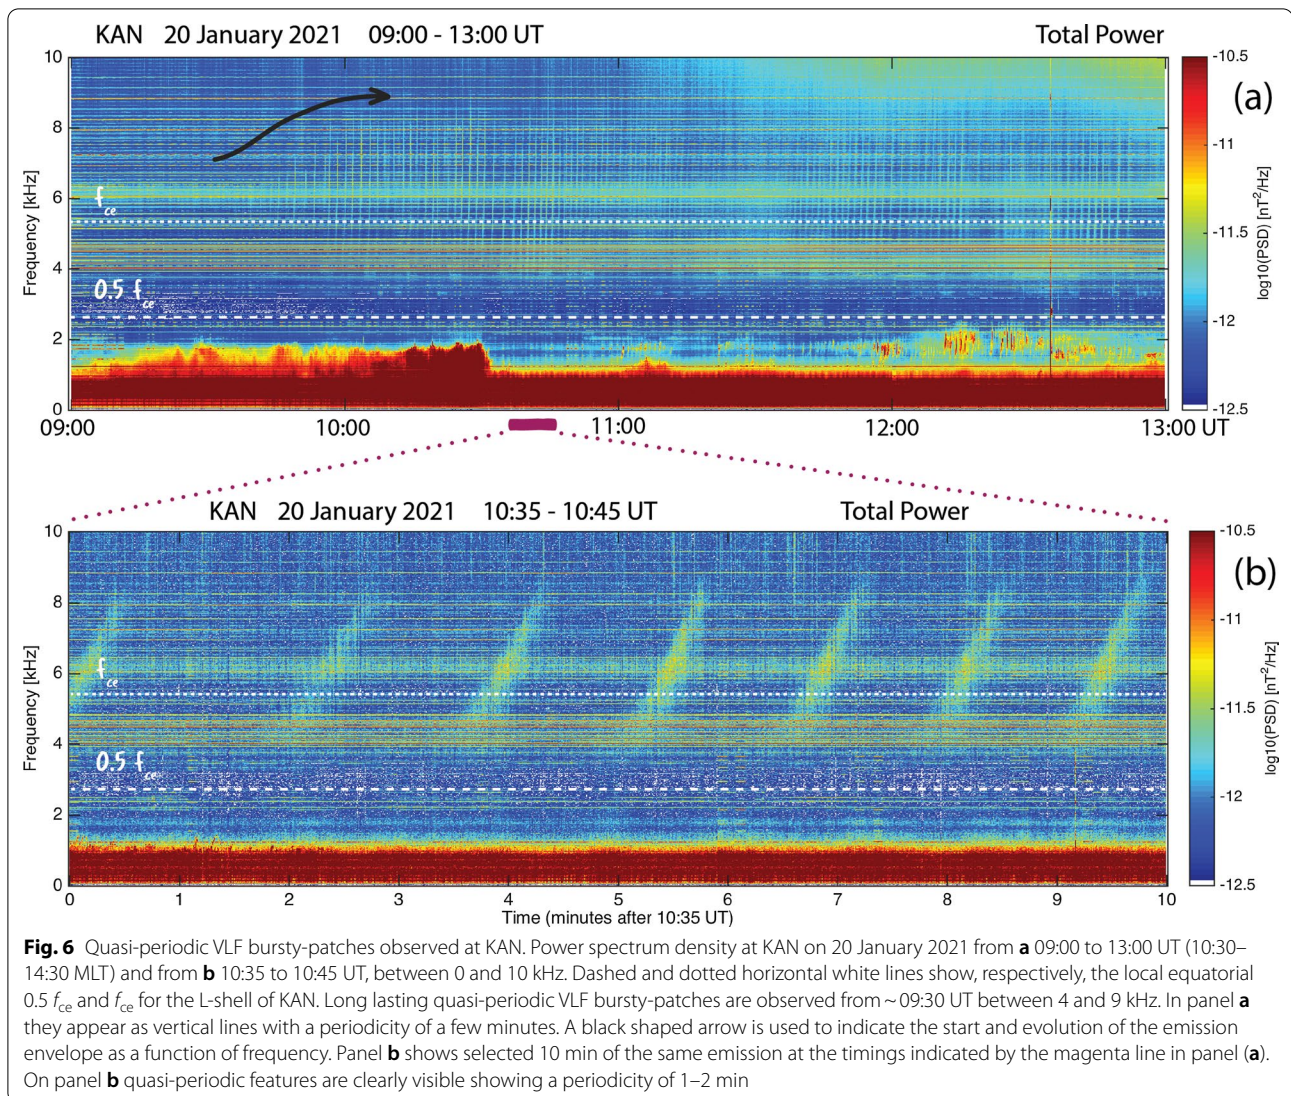 KAN 20 January 2021 09:00 - 13:00 UT Total Power
10
8
6
4
2
0
Frequency [kHz]
(a)
f_ce
0.5 f_ce
-10.5
-11
-11.5
-12
-12.5
log10(PSD) [nT²/Hz]
09:00 10:00 11:00 12:00 13:00 UT
KAN 20 January 2021 10:35 - 10:45 UT Total Power
10
8
6
4
2
0
Frequency [kHz]
(b)
f_ce
0.5 f_ce
-10.5
-11
-11.5
-12
-12.5
log10(PSD) [nT²/Hz]
0 1 2 3 4 5 6 7 8 9 10
Time (minutes after 10:35 UT)
Fig. 6 Quasi-periodic VLF bursty-patches observed at KAN. Power spectrum density at KAN on 20 January 2021 from a 09:00 to 13:00 UT (10:30–
14:30 MLT) and from b 10:35 to 10:45 UT, between 0 and 10 kHz. Dashed and dotted horizontal white lines show, respectively, the local equatorial
0.5 f_ce and f_ce for the L-shell of KAN. Long lasting quasi-periodic VLF bursty-patches are observed from ~ 09:30 UT between 4 and 9 kHz. In panel a
they appear as vertical lines with a periodicity of a few minutes. A black shaped arrow is used to indicate the start and evolution of the emission
envelope as a function of frequency. Panel b shows selected 10 min of the same emission at the timings indicated by the magenta line in panel (a).
On panel b quasi-periodic features are clearly visible showing a periodicity of 1–2 min